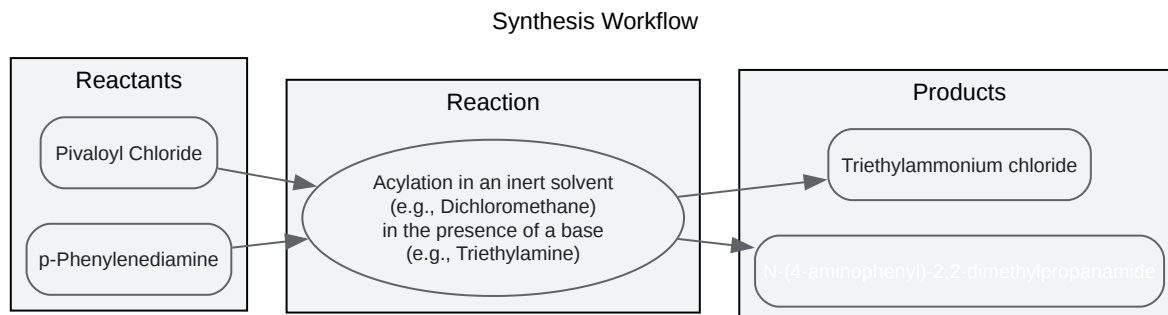 Synthesis Workflow
Reactants
Pivaloyl Chloride
p-Phenylenediamine
Reaction
Acylation in an inert solvent
(e.g., Dichloromethane)
in the presence of a base
(e.g., Triethylamine)
Products
Triethylammonium chloride
N-(4-aminophenyl)-2,2-dimethylpropanamide